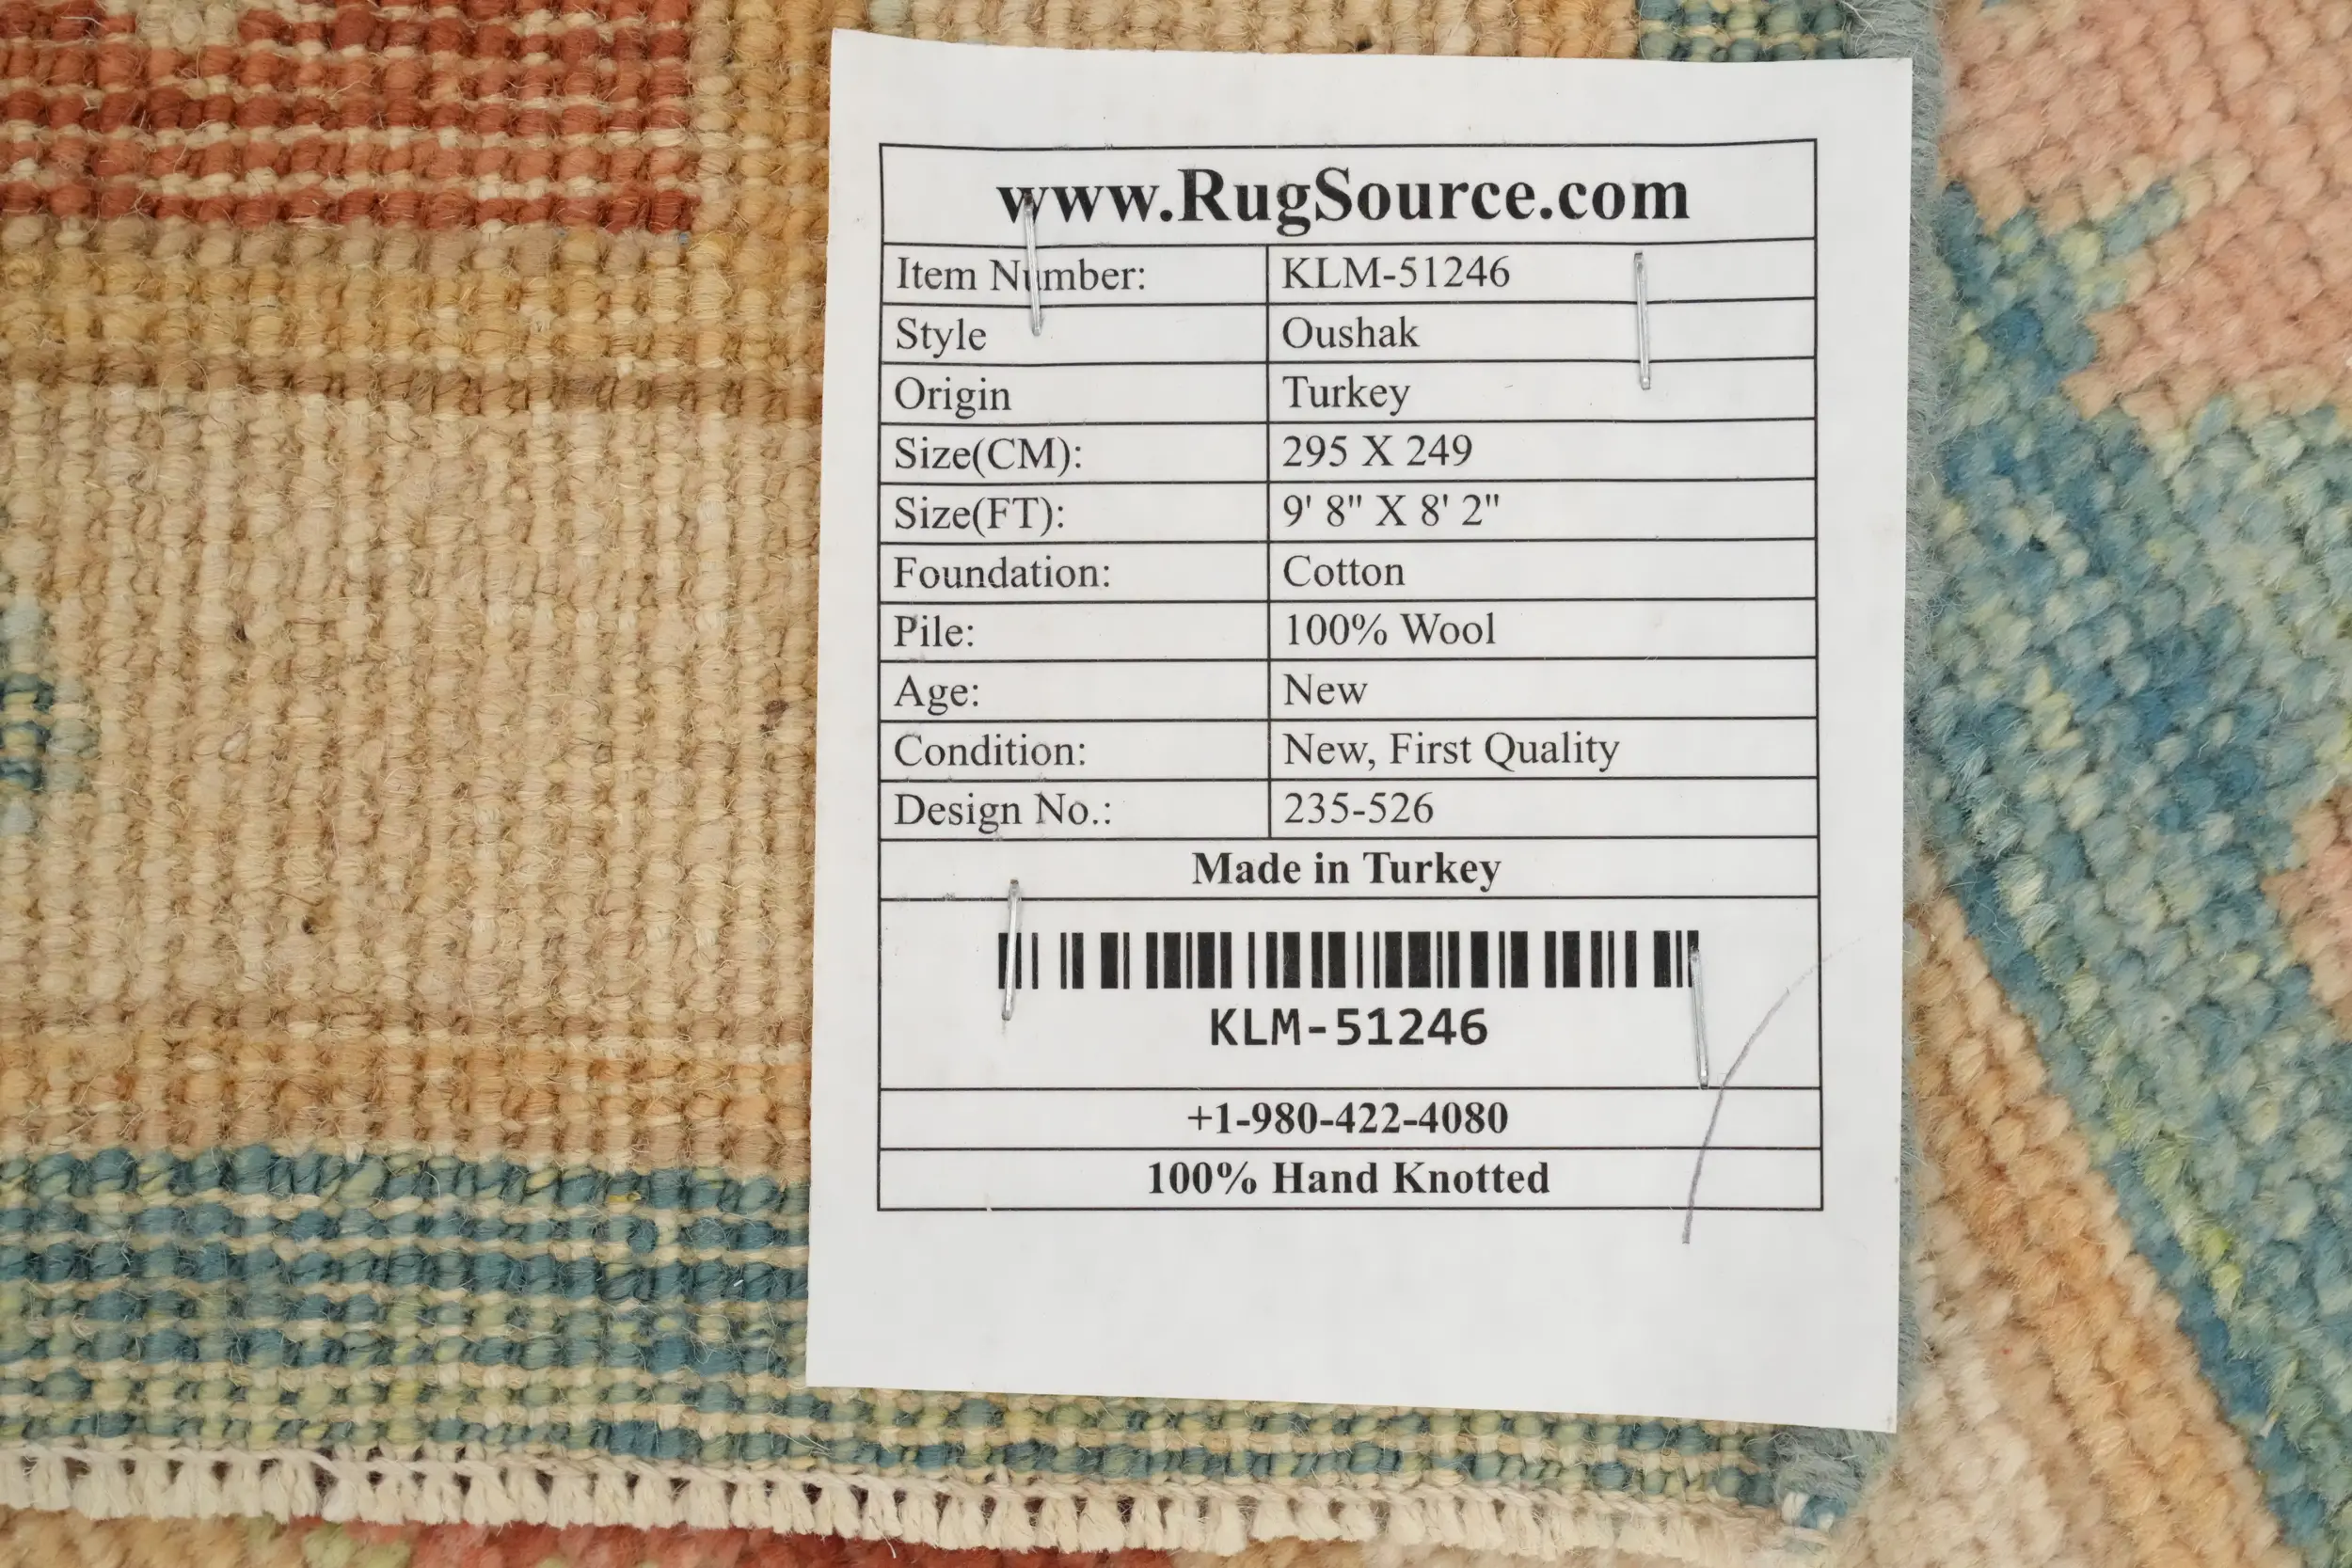 www.RugSource.com
Item Number: KLM-51246
Style Oushak
Origin Turkey
Size(CM): 295 X 249
Size(FT): 9' 8" X 8' 2"
Foundation: Cotton
Pile: 100% Wool
Age: New
Condition: New, First Quality
Design No.: 235-526
Made in Turkey
KLM-51246
+1-980-422-4080
100% Hand Knotted